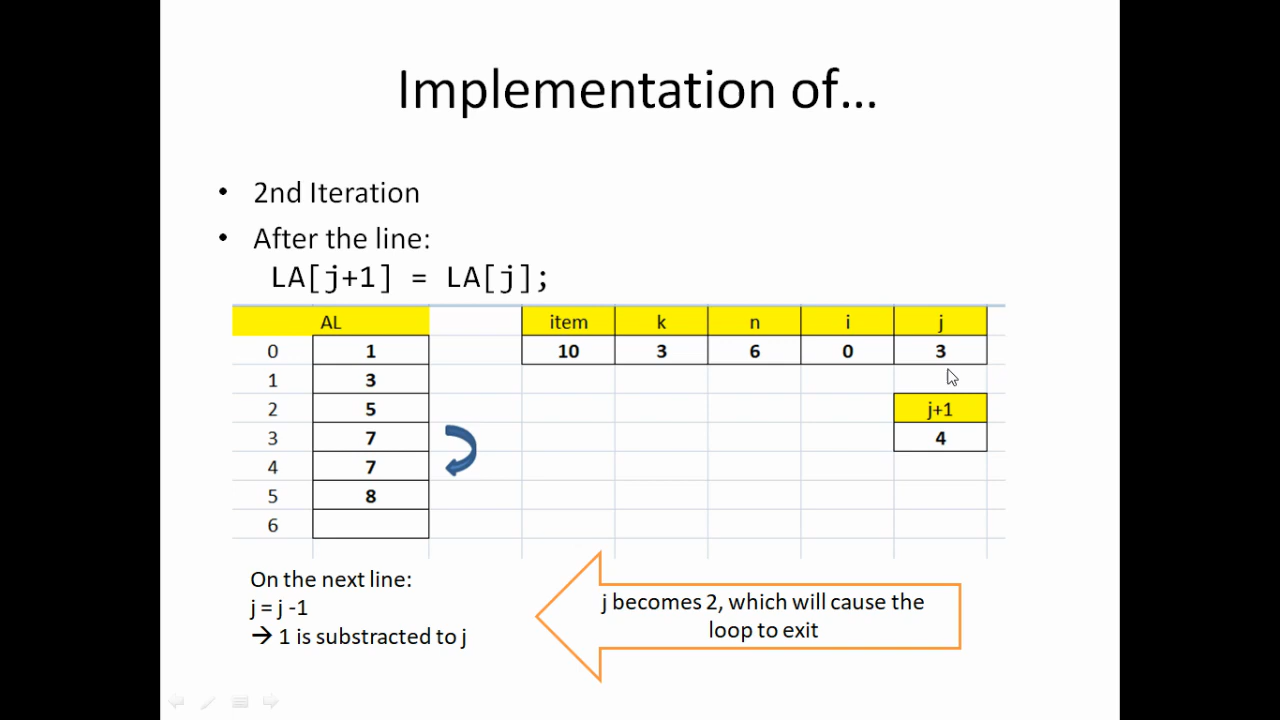 Implementation of...
• 2nd Iteration
• After the line:
LA[j+1] = LA[j];
AL item k n i j
0 1 10 3 6 0 3
1 3
2 5 j+1
3 7 4
4 7
5 8
6
On the next line:
j = j -1
→ 1 is substracted to j
j becomes 2, which will cause the
loop to exit